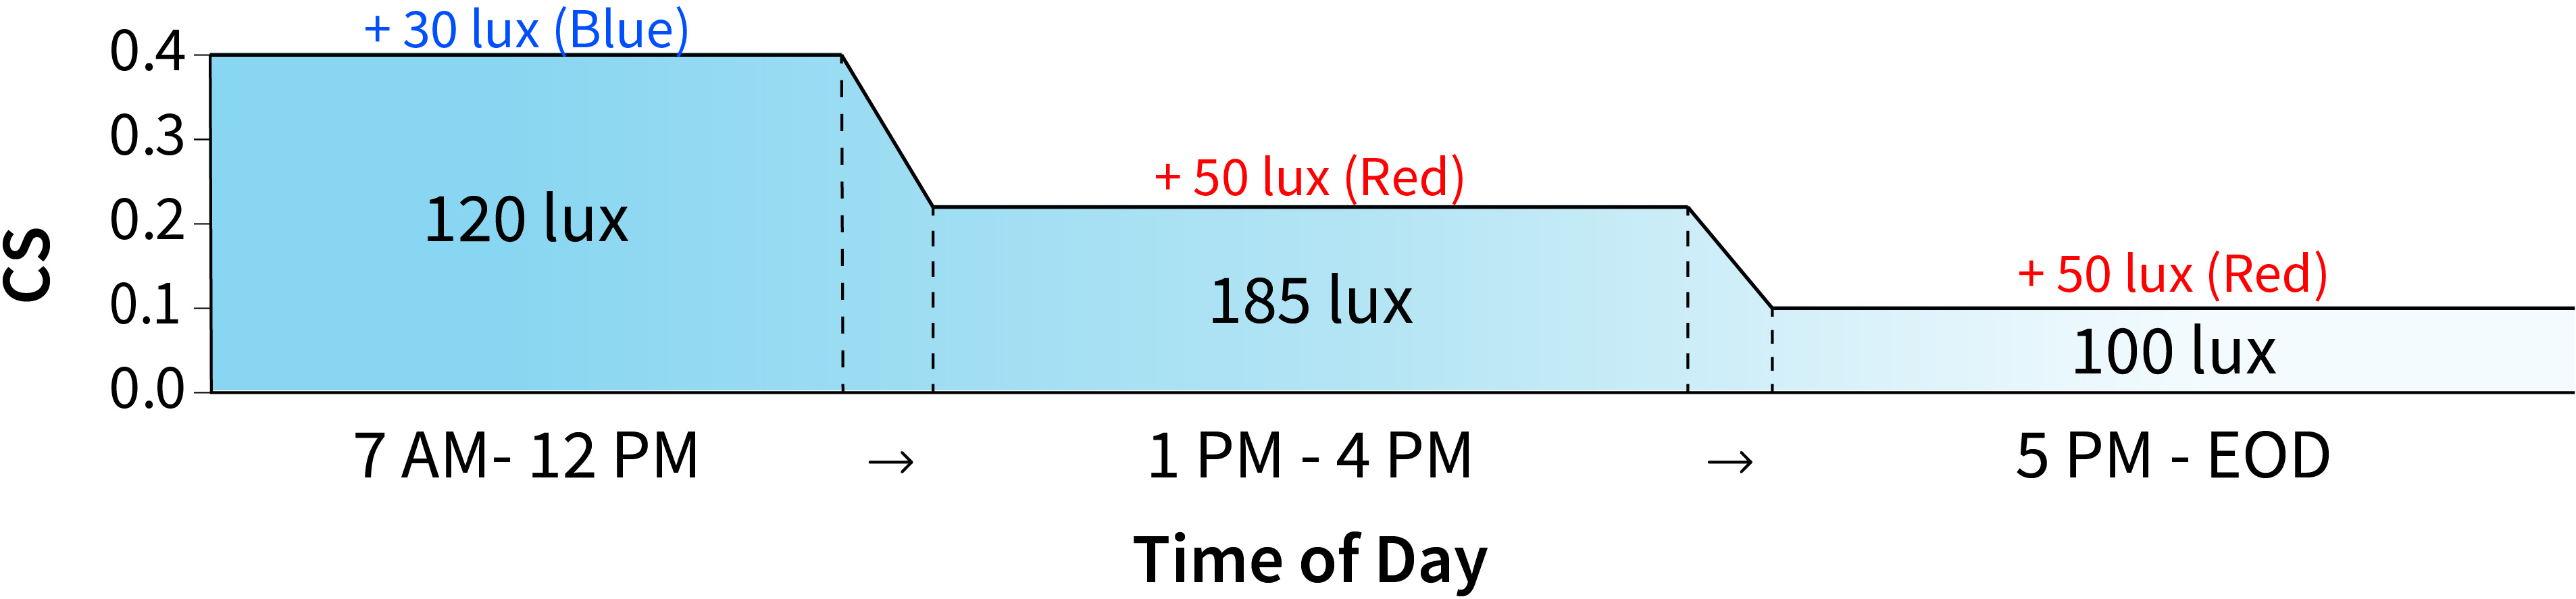 + 30 lux (Blue)
0.4
0.3
+ 50 lux (Red)
120 lux
0.2
CS
+ 50 lux (Red)
185 lux
0.1
100 lux
0.0
7 AM- 12 PM → 1 PM - 4 PM → 5 PM - EOD
Time of Day